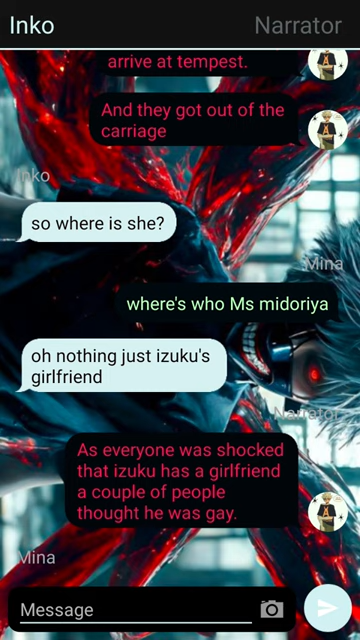 Inko
Narrator
arrive at tempest.
And they got out of the
carriage
Inko
so where is she?
Mina
where's who Ms midoriya
oh nothing just izuku's
girlfriend
Narrator
As everyone was shocked
that izuku has a girlfriend
a couple of people
thought he was gay.
Mina
Message